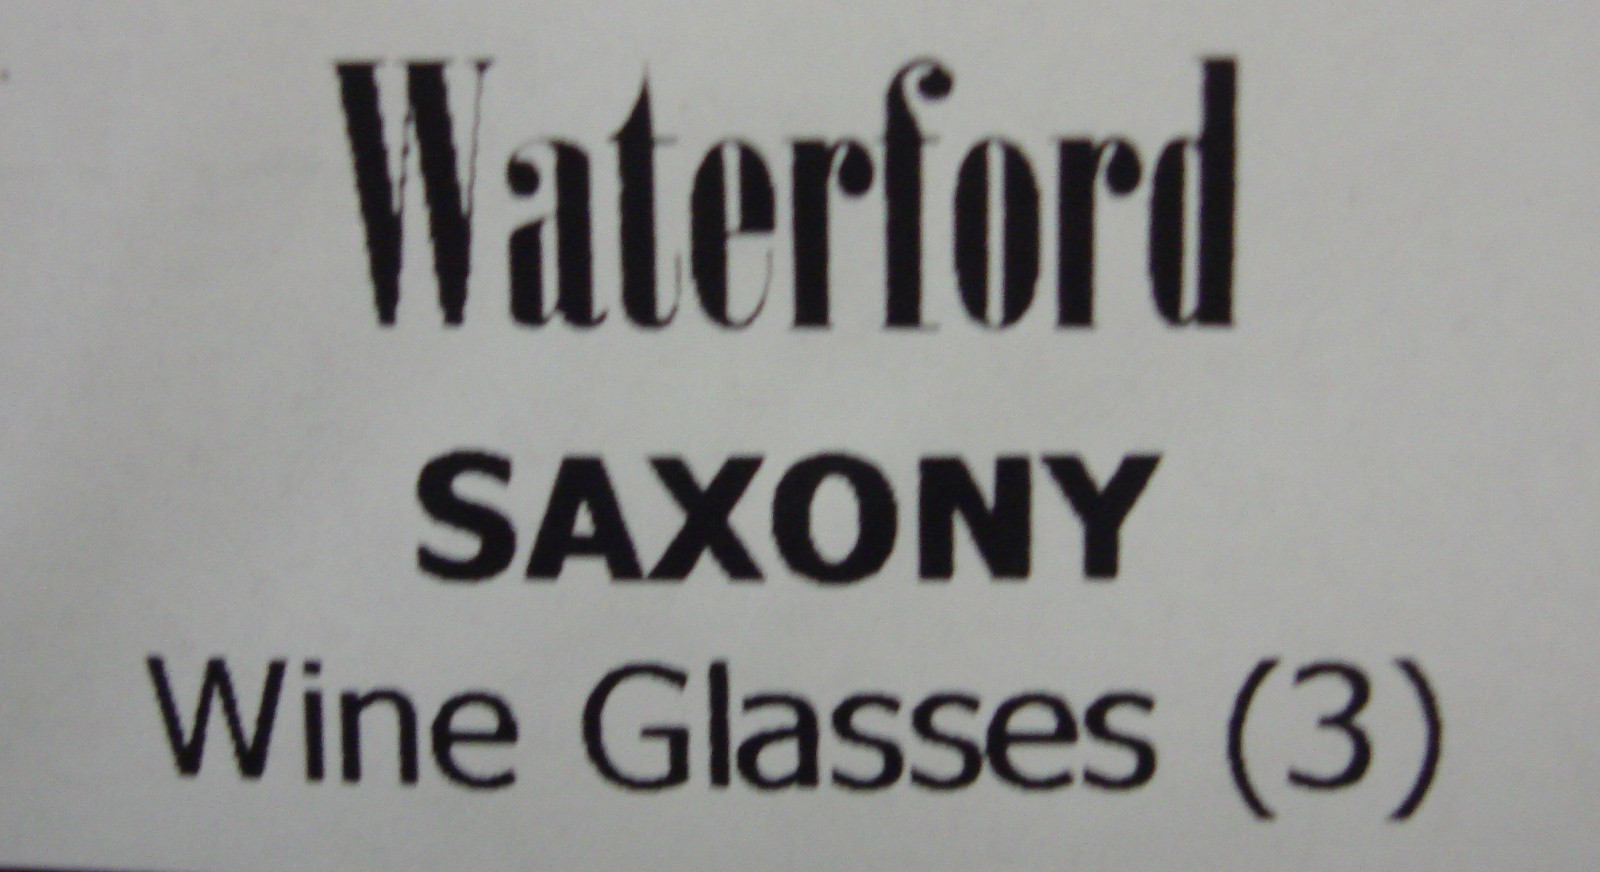 Waterford
SAXONY
Wine Glasses (3)